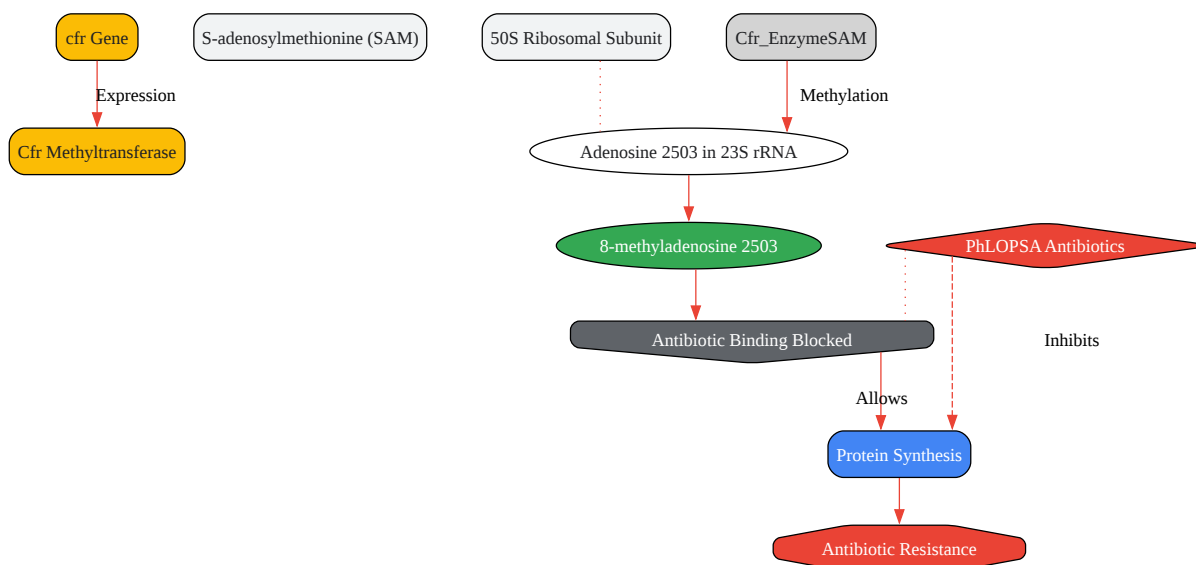 cfr Gene
S-adenosylmethionine (SAM)
50S Ribosomal Subunit
Cfr_EnzymeSAM
Expression
Methylation
Cfr Methyltransferase
Adenosine 2503 in 23S rRNA
8-methyladenosine 2503
PhLOPSA Antibiotics
Antibiotic Binding Blocked
Inhibits
Allows
Protein Synthesis
Antibiotic Resistance